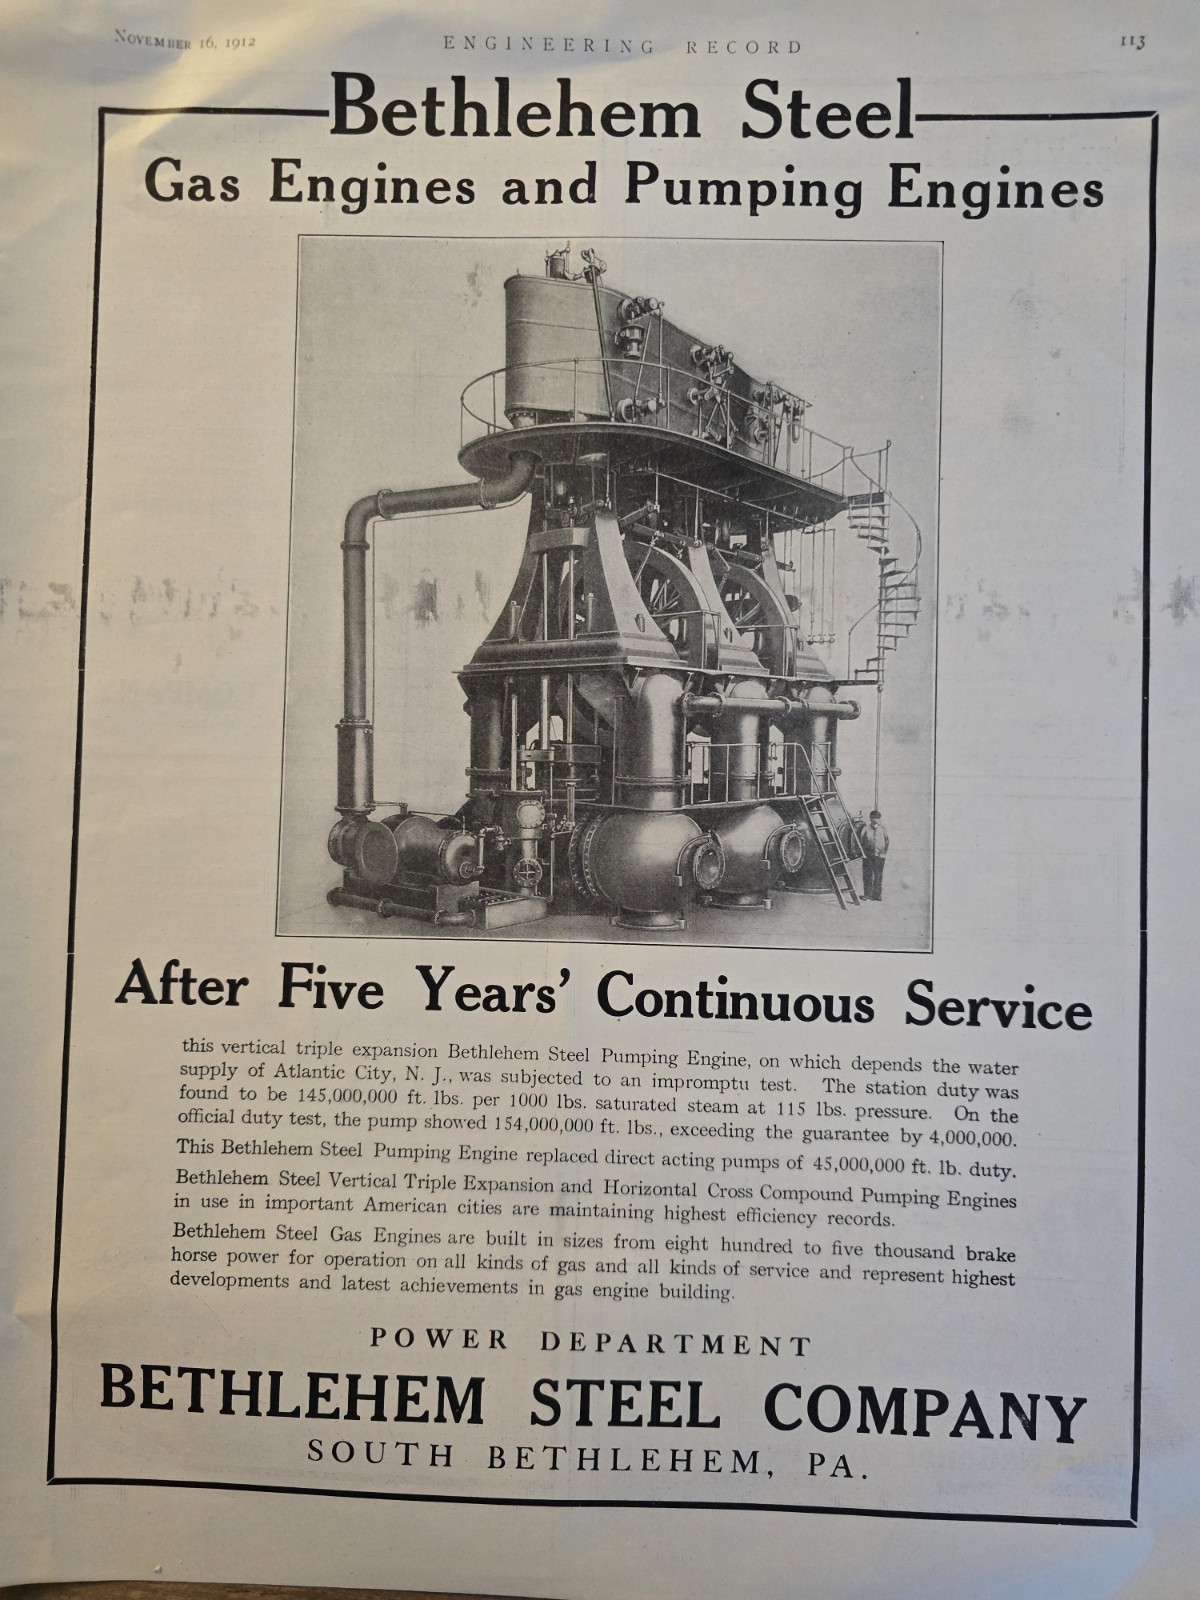 NOVEMBER 16, 1912
ENGINEERING RECORD
113
Bethlehem Steel
Gas Engines and Pumping Engines
After Five Years' Continuous Service
this vertical triple expansion Bethlehem Steel Pumping Engine, on which depends the water
supply of Atlantic City, N. J., was subjected to an impromptu test. The station duty was
found to be 145,000,000 ft. lbs. per 1000 lbs. saturated steam at 115 lbs. pressure. On the
official duty test, the pump showed 154,000,000 ft. lbs., exceeding the guarantee by 4,000,000.
This Bethlehem Steel Pumping Engine replaced direct acting pumps of 45,000,000 ft. lb. duty.
Bethlehem Steel Vertical Triple Expansion and Horizontal Cross Compound Pumping Engines
in use in important American cities are maintaining highest efficiency records.
Bethlehem Steel Gas Engines are built in sizes from eight hundred to five thousand brake
horse power for operation on all kinds of gas and all kinds of service and represent highest
developments and latest achievements in gas engine building.
POWER DEPARTMENT
BETHLEHEM STEEL COMPANY
SOUTH BETHLEHEM, PA.